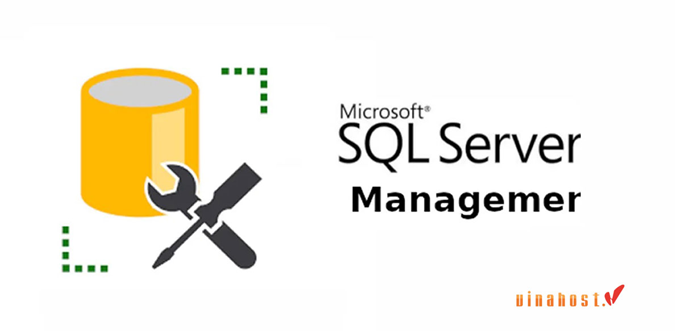 Microsoft®
SQL Server
Managemer
vinahost.